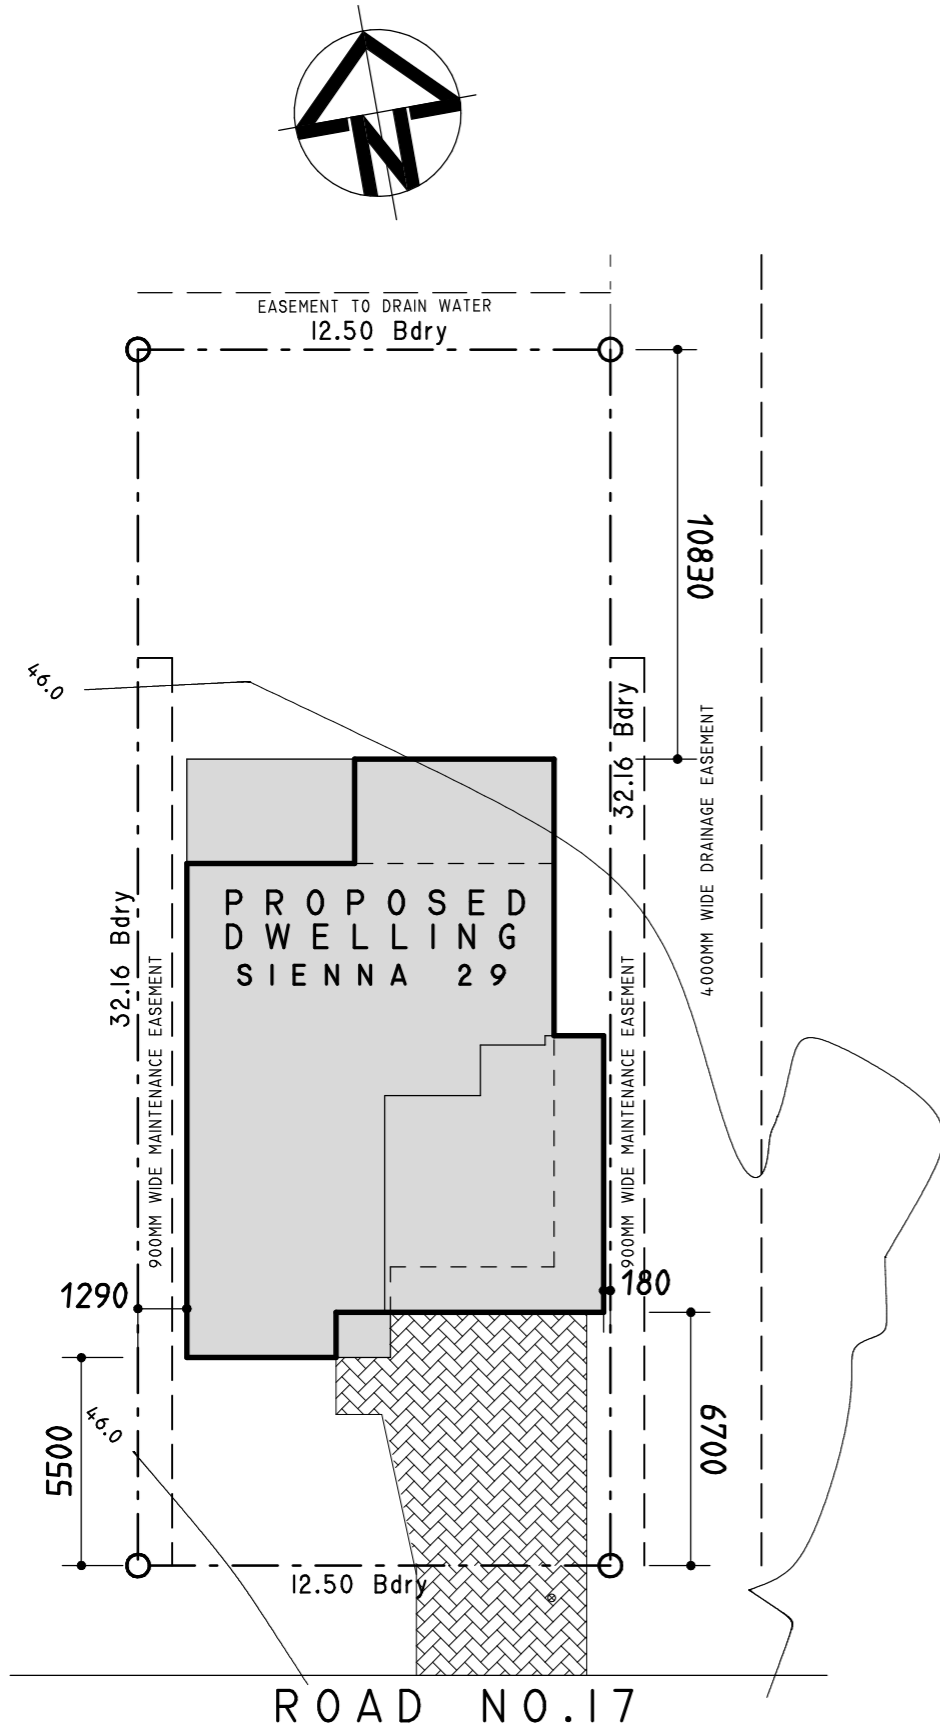 N
EASEMENT TO DRAIN WATER
12.50 Bdry
10830
46.0
32.16 Bdry
4000MM WIDE DRAINAGE EASEMENT
PROPOSED
DWELLING
SIENNA 29
32.16 Bdry
900MM WIDE MAINTENANCE EASEMENT
900MM WIDE MAINTENANCE EASEMENT
1290
180
46.0
5500
6700
12.50 Bdry
ROAD NO.17